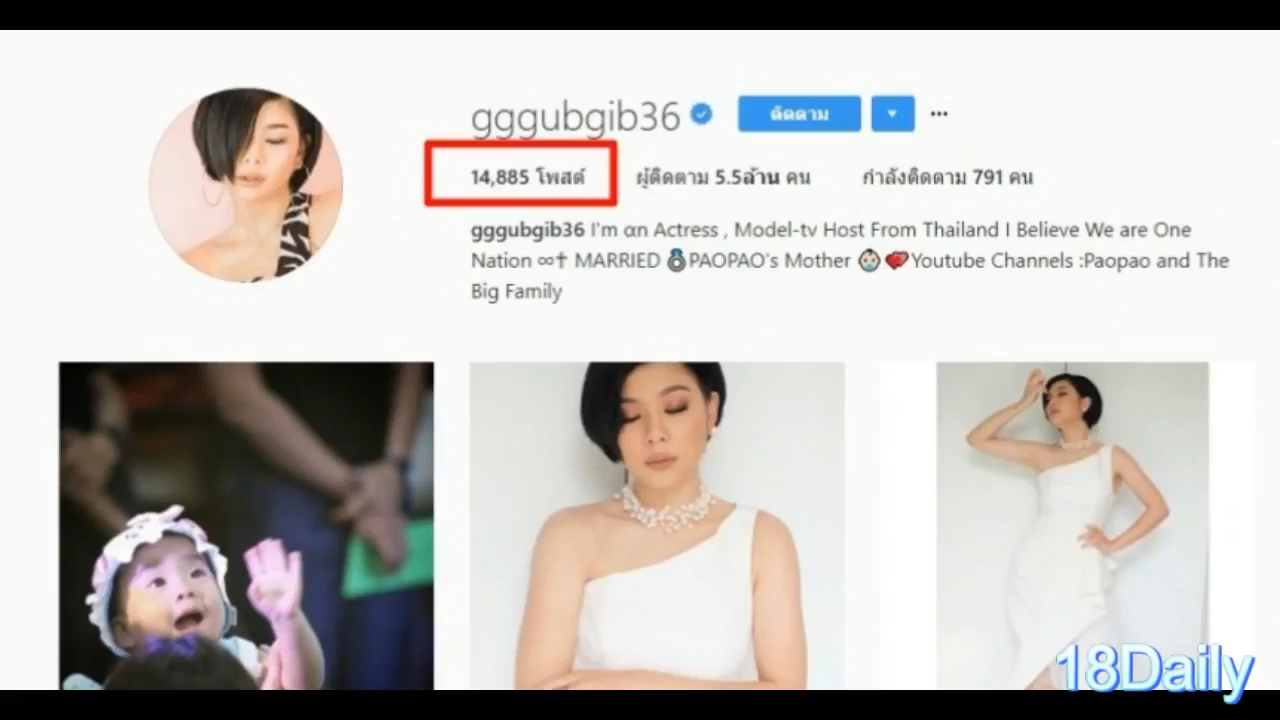 gggubgib36
ติดตาม
14,885 โพสต์ ผู้ติดตาม 5.5ล้าน คน กำลังติดตาม 791 คน
gggubgib36 I'm αn Actress , Model-tv Host From Thailand I Believe We are One
Nation ∞† MARRIED 💍PAOPAO's Mother 👶💕Youtube Channels :Paopao and The
Big Family
18Daily